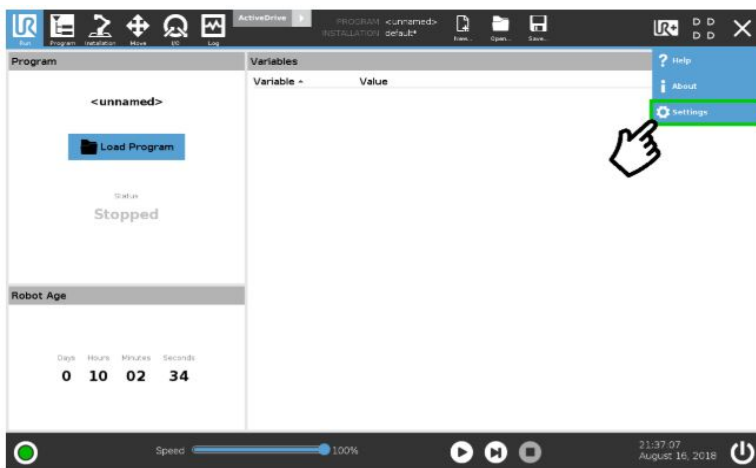 UR
Run
Program
Installation
Move
I/O
Log
ActiveDrive
PROGRAM <unnamed>
INSTALLATION default*
New...
Open...
Save...
UR+
D D
D D
Program
<unnamed>
Load Program
Status
Stopped
Robot Age
Days Hours Minutes Seconds
0 10 02 34
Variables
Variable Value
? Help
i About
Settings
Speed 100%
21:37:07
August 16, 2018